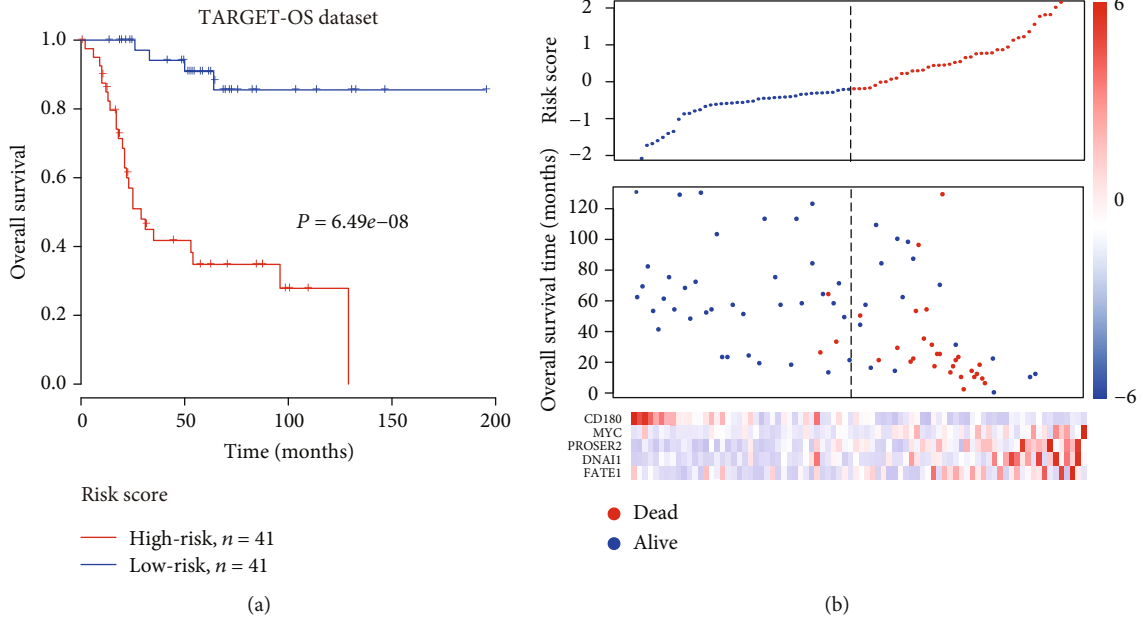 TARGET-OS dataset
1.0
0.8
0.6
0.4
0.2
0.0
Overall survival
P = 6.49e−08
0
50
100
150
200
Time (months)
Risk score
High-risk, n = 41
Low-risk, n = 41
(a)
2
1
0
−1
−2
Risk score
120
100
80
60
40
20
0
Overall survival time (months)
6
0
−6
CD180
MYC
PROSER2
DNAI1
FATE1
Dead
Alive
(b)